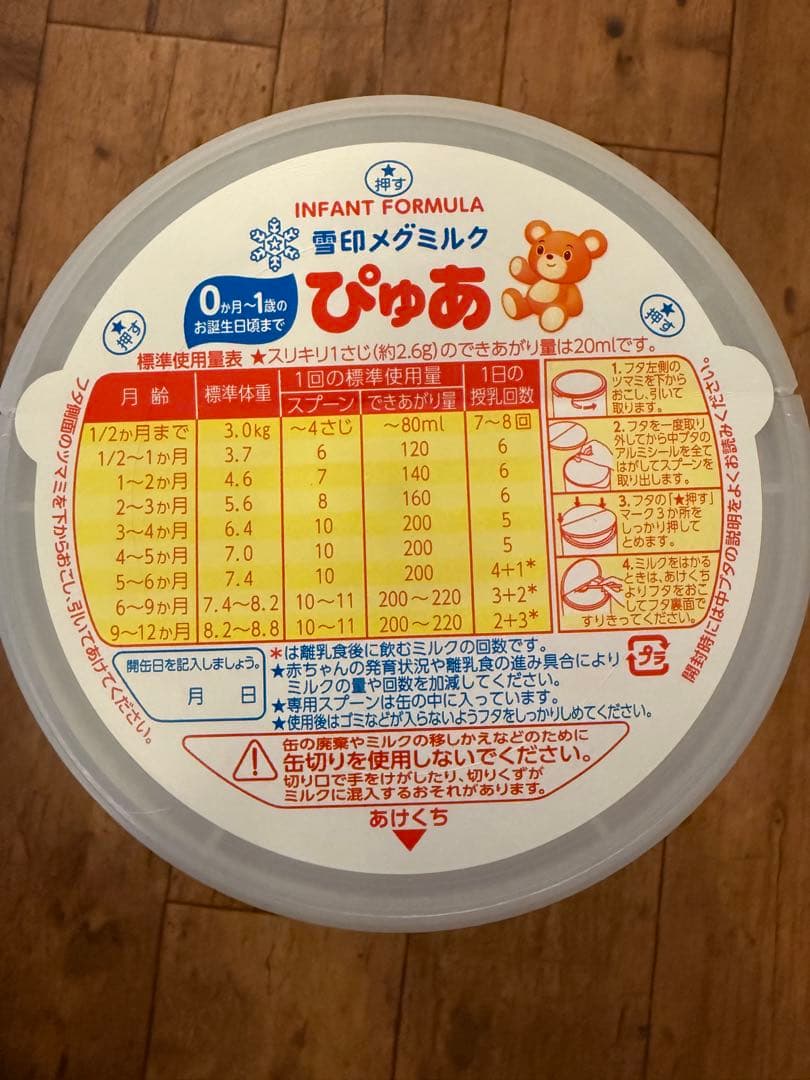 ★
押す
INFANT FORMULA
雪印メグミルク
0か月～1歳の
お誕生日頃まで
ぴゅあ
★
押す
★
押す
標準使用量表 ★スリキリ1さじ(約2.6g)のできあがり量は20mlです。
月齢 標準体重 1回の標準使用量 1日の授乳回数
スプーン できあがり量
1/2か月まで 3.0kg ～4さじ ～80ml 7～8回
1/2～1か月 3.7 6 120 6
1～2か月 4.6 7 140 6
2～3か月 5.6 8 160 6
3～4か月 6.4 10 200 5
4～5か月 7.0 10 200 5
5～6か月 7.4 10 200 4+1*
6～9か月 7.4～8.2 10～11 200～220 3+2*
9～12か月 8.2～8.8 10～11 200～220 2+3*
1.フタ左側の
ツマミを下から
おこし、引いて
取ります。
2.フタを一度取り
外してから中ブタの
アルミシールを全て
はがしてスプーンを
取り出します。
3.フタの「★押す」
マーク3か所を
しっかり押して
とめます。
4.ミルクをはかる
ときは、あけくち
よりフタをおこ
してフタ裏面で
すりきってください。
フタ側面のツマミを下からおこし、引いてあけてください。
開封時には中ブタの説明をよくお読みください。
開缶日を記入しましょう。
月 日
*は離乳食後に飲むミルクの回数です。
★赤ちゃんの発育状況や離乳食の進み具合により
ミルクの量や回数を加減してください。
★専用スプーンは缶の中に入っています。
★使用後はゴミなどが入らないようフタをしっかりしめてください。
プラ
缶の廃棄やミルクの移しかえなどのために
缶切りを使用しないでください。
切り口で手をけがしたり、切りくずが
ミルクに混入するおそれがあります。
あけくち